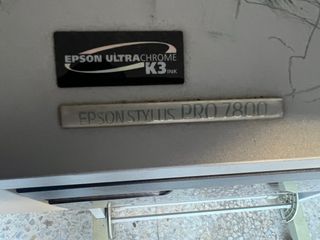 EPSON ULTRACHROME
K3 INK
EPSON STYLUS PRO 7800